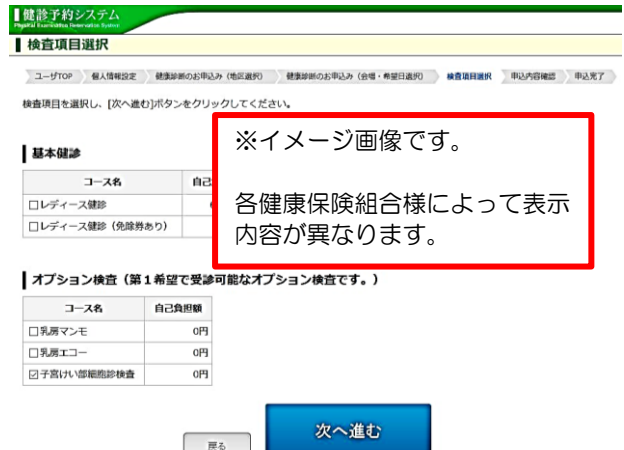 健診予約システム
Physical Examination Reservation System
検査項目選択
ユーザTOP 個人情報設定 健康診断のお申込み（地区選択） 健康診断のお申込み（会場・希望日選択） 検査項目選択 申込内容確認 申込完了
検査項目を選択し、[次へ進む]ボタンをクリックしてください。
※イメージ画像です。
各健康保険組合様によって表示
内容が異なります。
基本健診
コース名 自己
□レディース健診
□レディース健診（免除券あり）
オプション検査（第１希望で受診可能なオプション検査です。）
コース名 自己負担額
□乳房マンモ 0円
□乳房エコー 0円
☑子宮けい部細胞診検査 0円
戻る
次へ進む